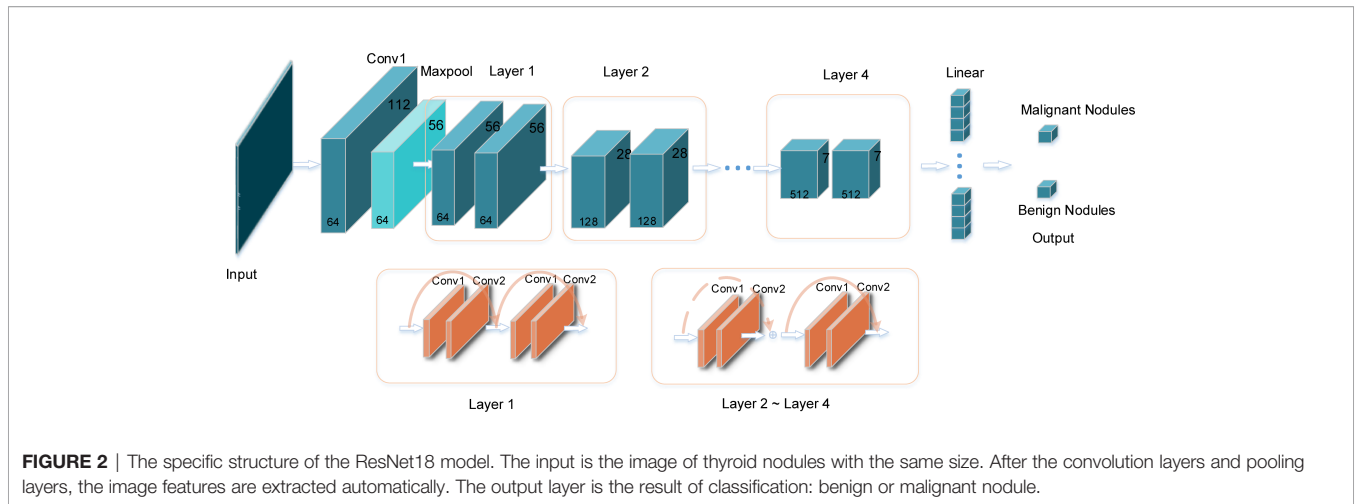 Conv1
Maxpool
Layer 1
Layer 2
Layer 4
Linear
112
56
56
56
28
28
7
7
64
64
64
64
128
128
512
512
Malignant Nodules
Benign Nodules
Output
Input
Conv1 Conv2 Conv1 Conv2
Conv1 Conv2 Conv1 Conv2
Layer 1
Layer 2 ~ Layer 4
FIGURE 2 | The specific structure of the ResNet18 model. The input is the image of thyroid nodules with the same size. After the convolution layers and pooling
layers, the image features are extracted automatically. The output layer is the result of classification: benign or malignant nodule.